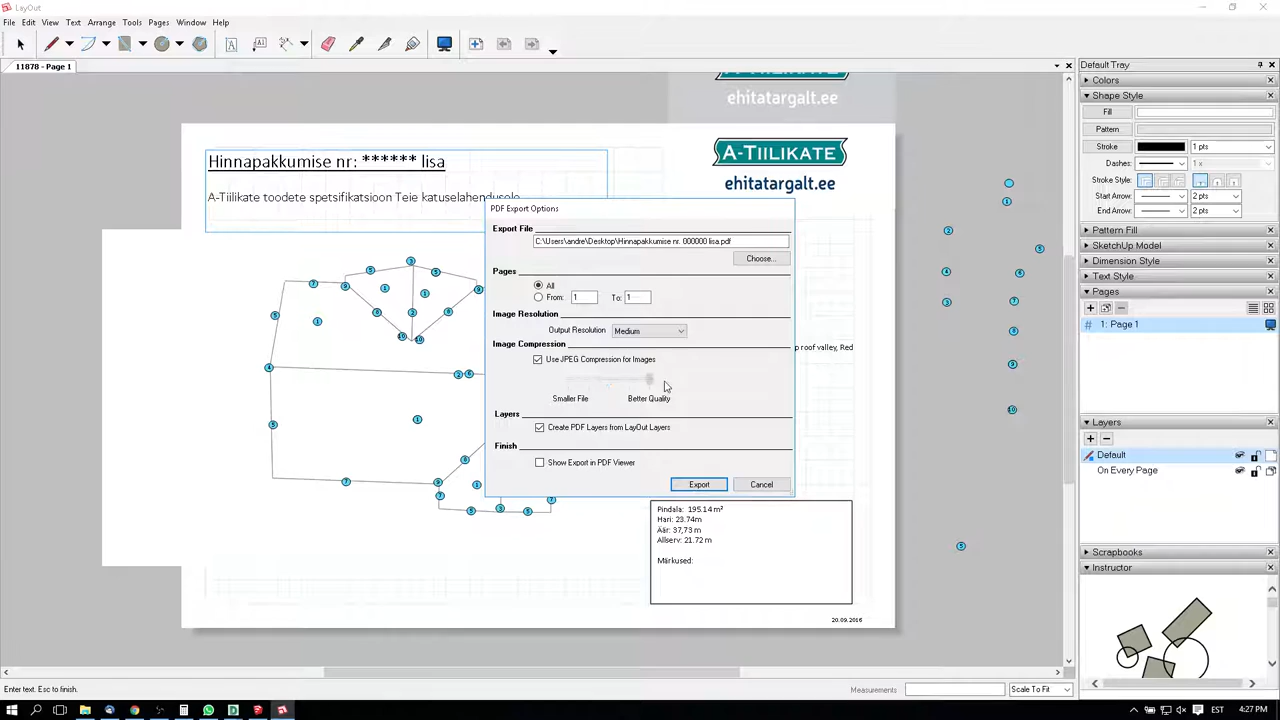 LayOut
File Edit View Text Arrange Tools Pages Window Help
11878 - Page 1
A-TIILIKATE
ehitatargalt.ee
Hinnapakkumise nr: ****** lisa
A-Tiilikate toodete spetsifikatsioon Teie katuselahendusele
A-TIILIKATE
ehitatargalt.ee
PDF Export Options
Export File
C:\Users\andre\Desktop\Hinnapakkumise nr. 000000 lisa.pdf
Choose...
Pages
All
From: 1 To: 1
Image Resolution
Output Resolution Medium
Image Compression
Use JPEG Compression for Images
Smaller File Better Quality
Layers
Create PDF Layers from LayOut Layers
Finish
Show Export in PDF Viewer
Export Cancel
roof valley, Red
Pindala: 195.14 m²
Hari: 23.74m
Äär: 37,73 m
Allserv: 21.72 m
Märkused:
20.09.2016
Default Tray
Colors
Shape Style
Fill
Pattern
Stroke 1 pts
Dashes: 1 x
Stroke Style:
Start Arrow: 2 pts
End Arrow: 2 pts
Pattern Fill
SketchUp Model
Dimension Style
Text Style
Pages
# 1: Page 1
Layers
Default
On Every Page
Scrapbooks
Instructor
Enter text. Esc to finish.
Measurements
Scale To Fit
EST 4:27 PM